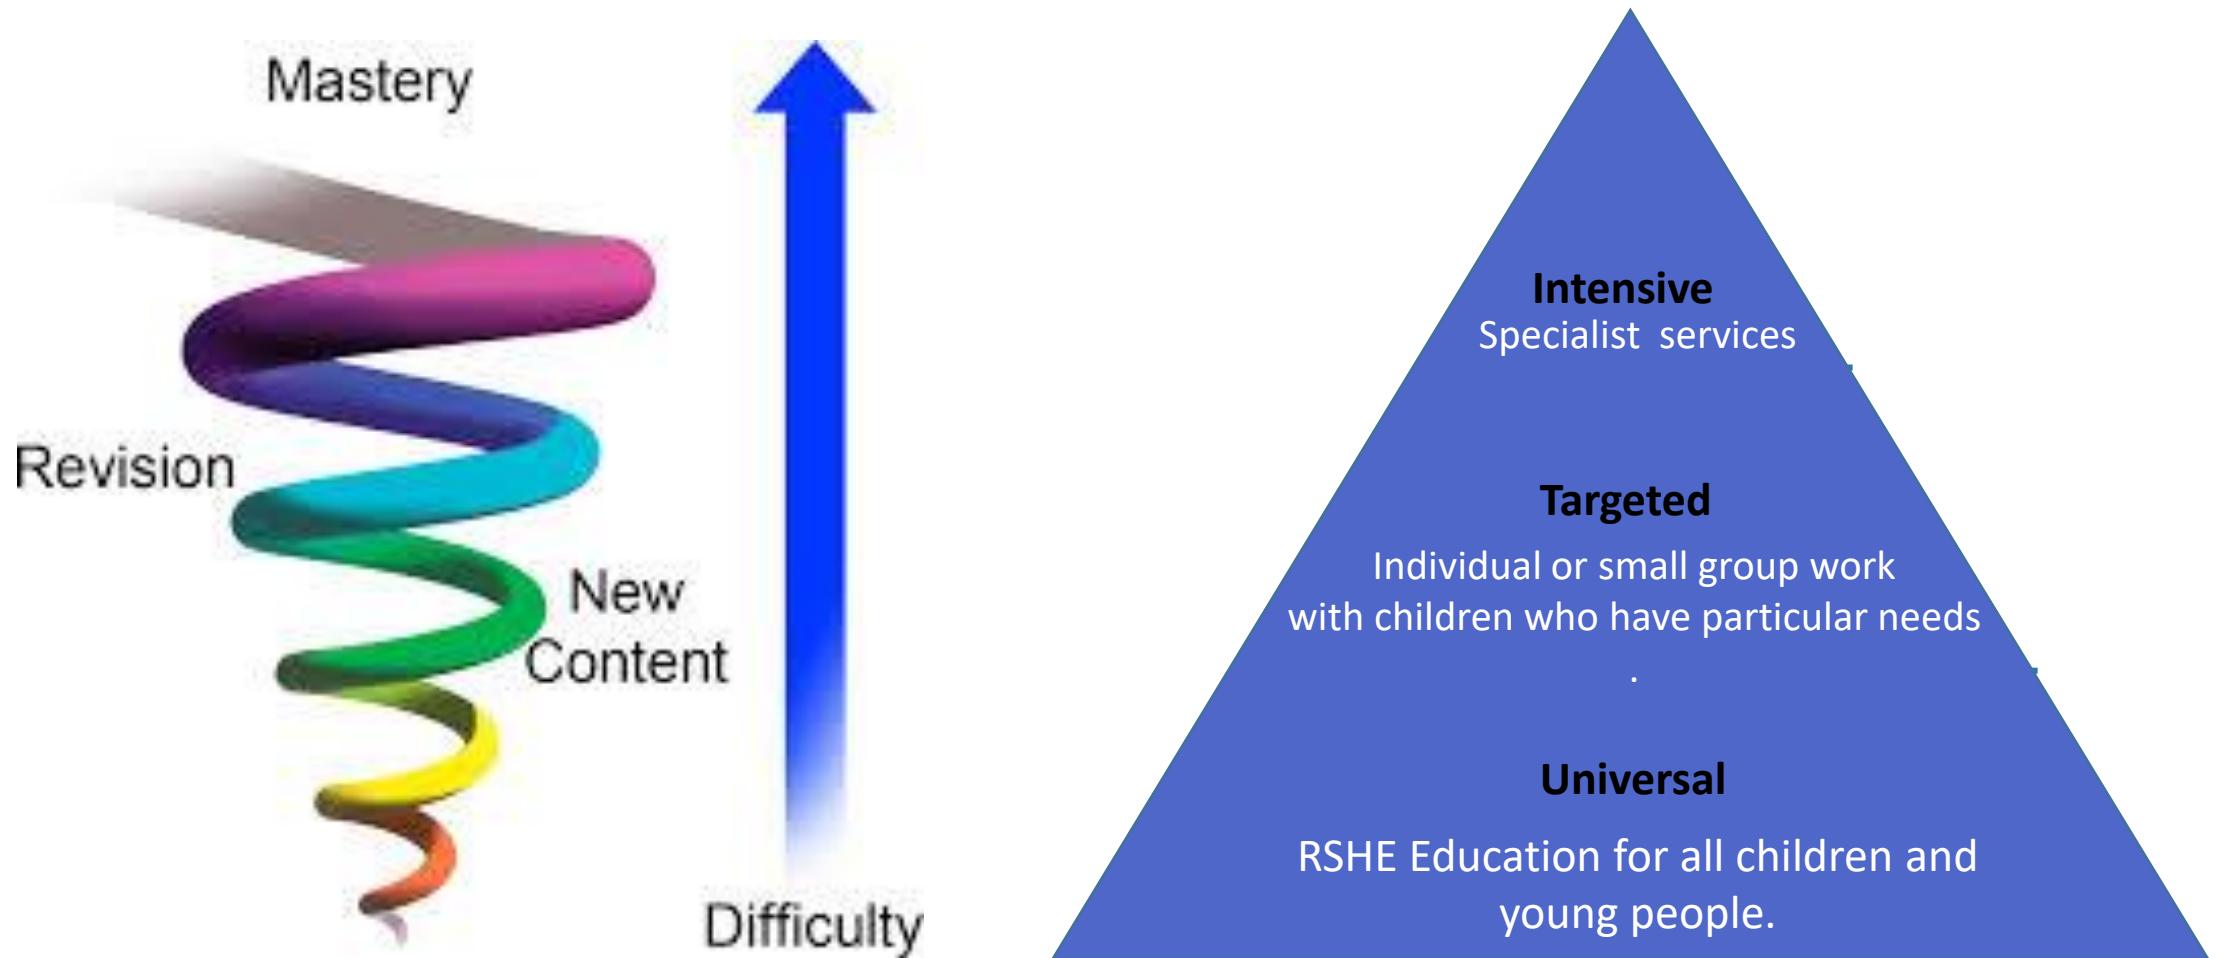 Mastery
Revision
New
Content
Difficulty
Intensive
Specialist  services
Targeted
Individual or small group work
with children who have particular needs
.
Universal
RSHE Education for all children and
young people.